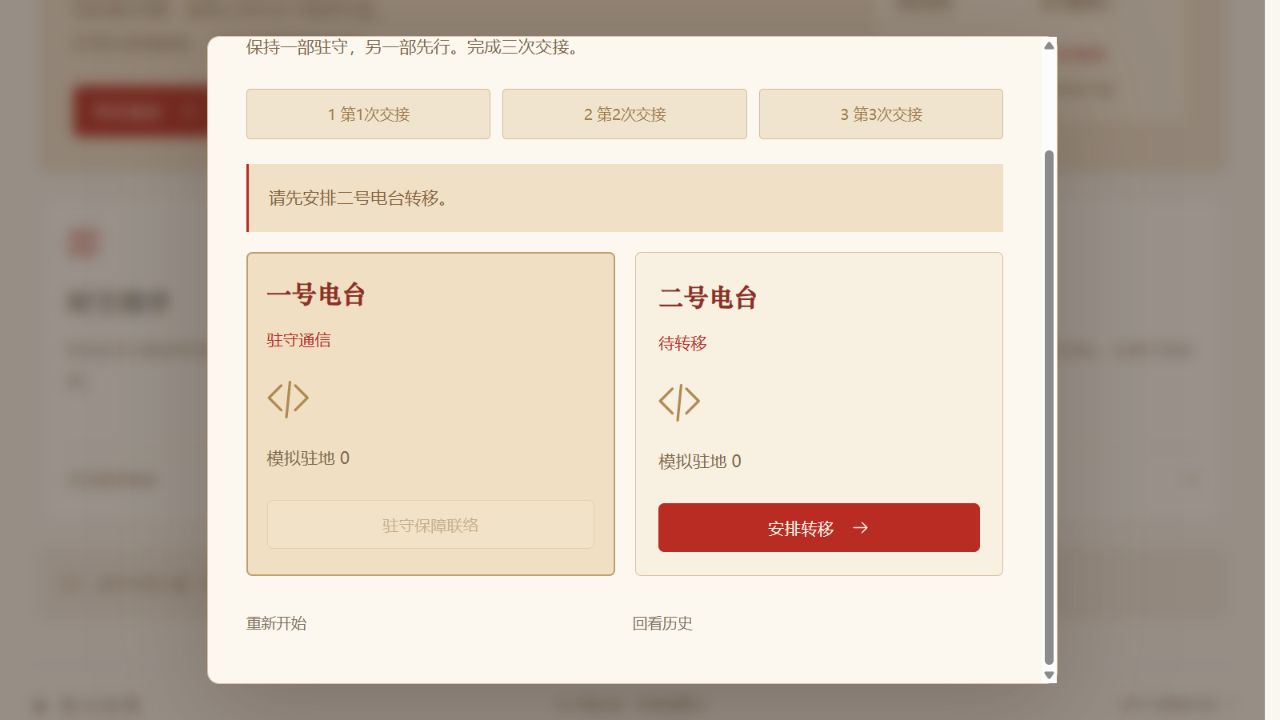 保持一部驻守，另一部先行。完成三次交接。
1 第1次交接
2 第2次交接
3 第3次交接
请先安排二号电台转移。
一号电台
驻守通信
模拟驻地 0
驻守保障联络
二号电台
待转移
模拟驻地 0
安排转移 →
重新开始
回看历史